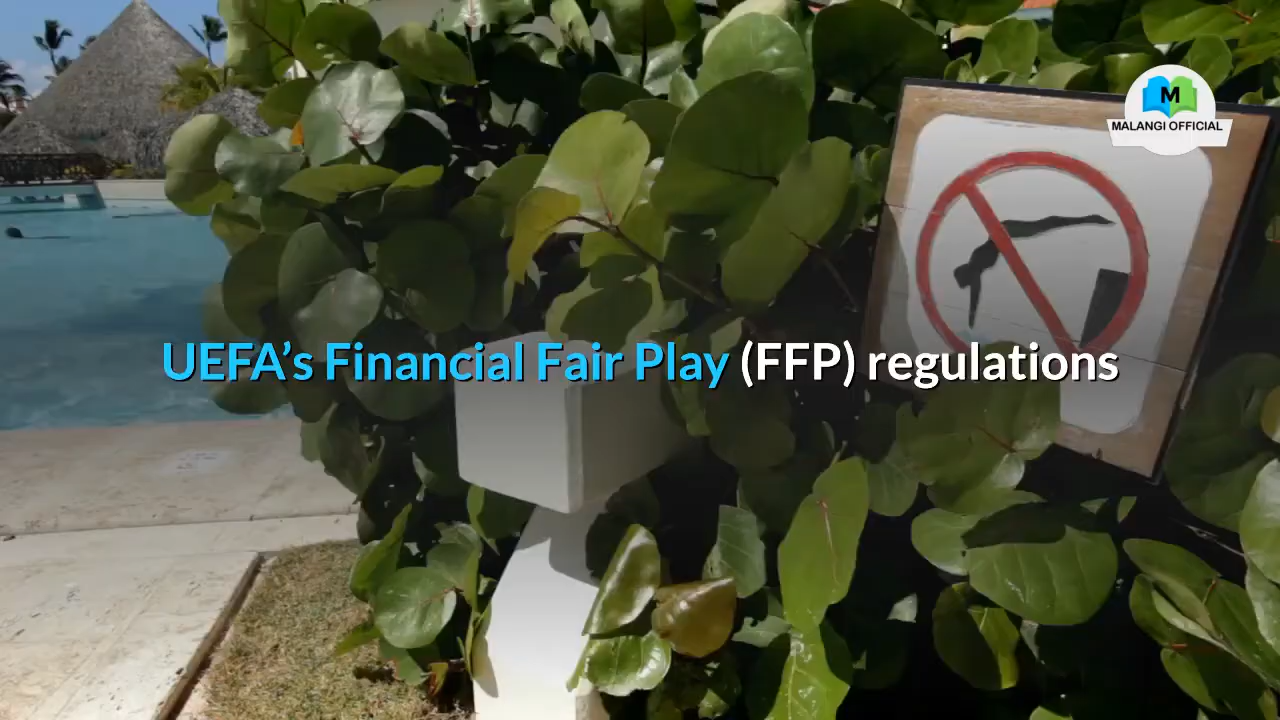 M
MALANGI OFFICIAL
UEFA’s Financial Fair Play (FFP) regulations